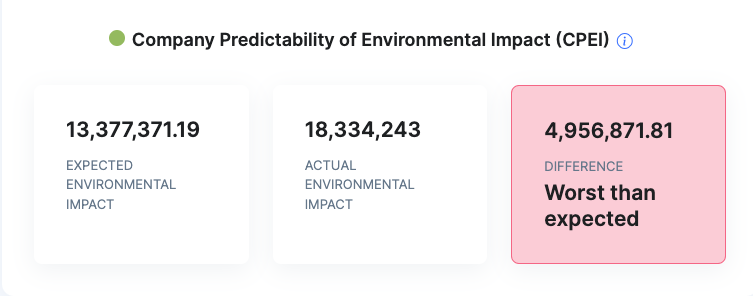 Company Predictability of Environmental Impact (CPEI) i
13,377,371.19
EXPECTED
ENVIRONMENTAL
IMPACT
18,334,243
ACTUAL
ENVIRONMENTAL
IMPACT
4,956,871.81
DIFFERENCE
Worst than
expected